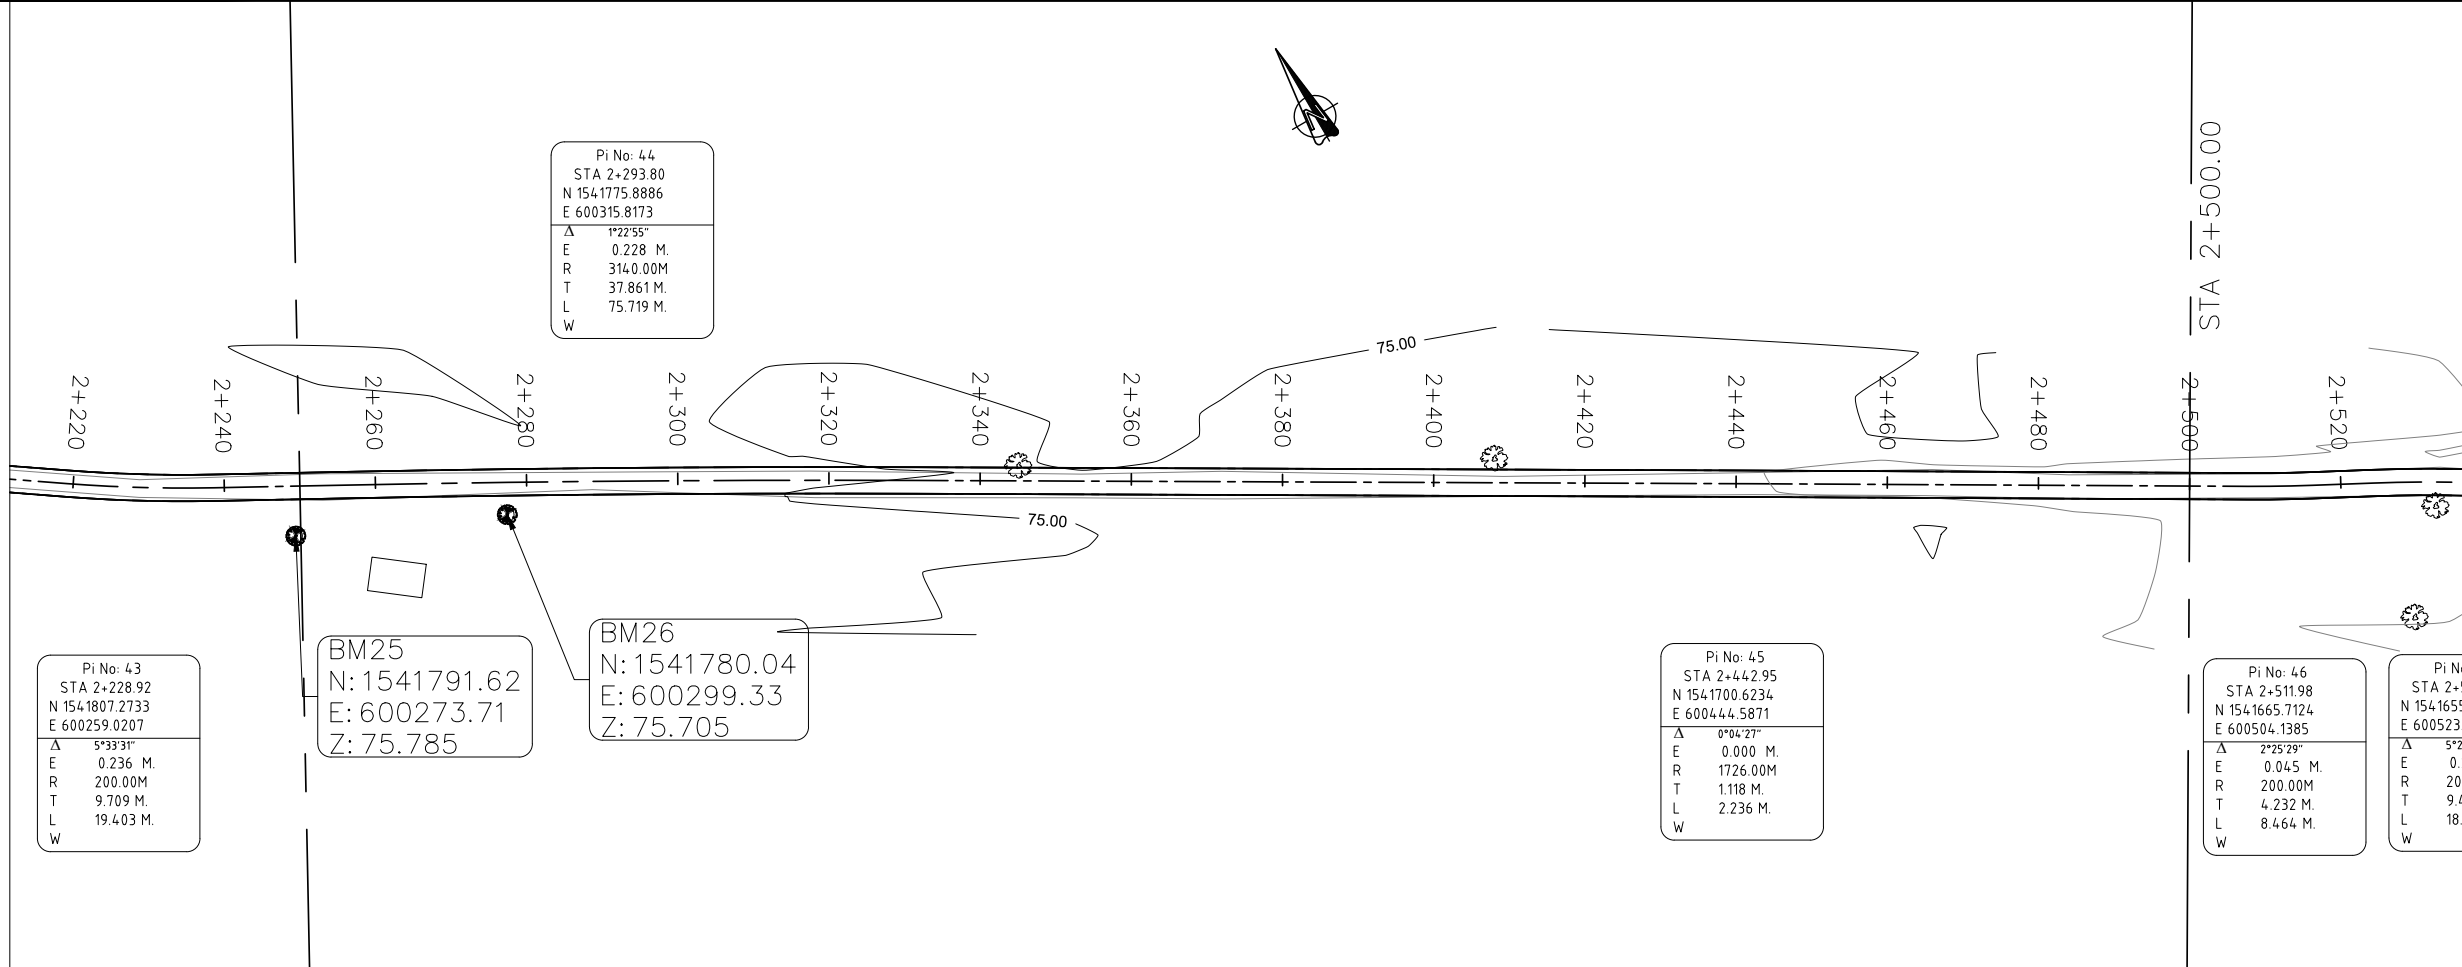 Pi No: 44
STA 2+293.80
N 1541775.8886
E 600315.8173
Δ 1°22'55"
E 0.228 M.
R 3140.00M
T 37.861 M.
L 75.719 M.
W
N
STA 2+500.00
75.00
2+220
2+240
2+260
2+280
2+300
2+320
2+340
2+360
2+380
2+400
2+420
2+440
2+460
2+480
2+500
2+520
75.00
BM25
N: 1541791.62
E: 600273.71
Z: 75.785
BM26
N: 1541780.04
E: 600299.33
Z: 75.705
Pi No: 43
STA 2+228.92
N 1541807.2733
E 600259.0207
Δ 5°33'31"
E 0.236 M.
R 200.00M
T 9.709 M.
L 19.403 M.
W
Pi No: 45
STA 2+442.95
N 1541700.6234
E 600444.5871
Δ 0°04'27"
E 0.000 M.
R 1726.00M
T 1.118 M.
L 2.236 M.
W
Pi No: 46
STA 2+511.98
N 1541665.7124
E 600504.1385
Δ 2°25'29"
E 0.045 M.
R 200.00M
T 4.232 M.
L 8.464 M.
W
Pi
STA
N 1541655
E 600523
Δ
E 0.
R
T
L 18.
W